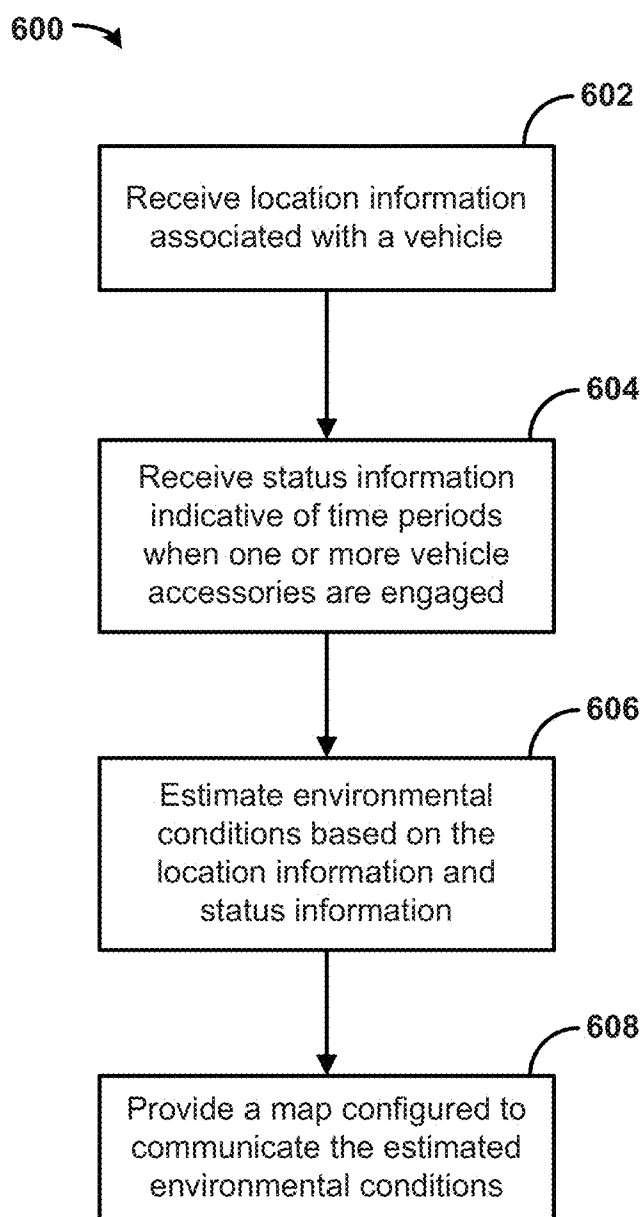 600
602
Receive location information
associated with a vehicle
604
Receive status information
indicative of time periods
when one or more vehicle
accessories are engaged
606
Estimate environmental
conditions based on the
location information and
status information
608
Provide a map configured to
communicate the estimated
environmental conditions